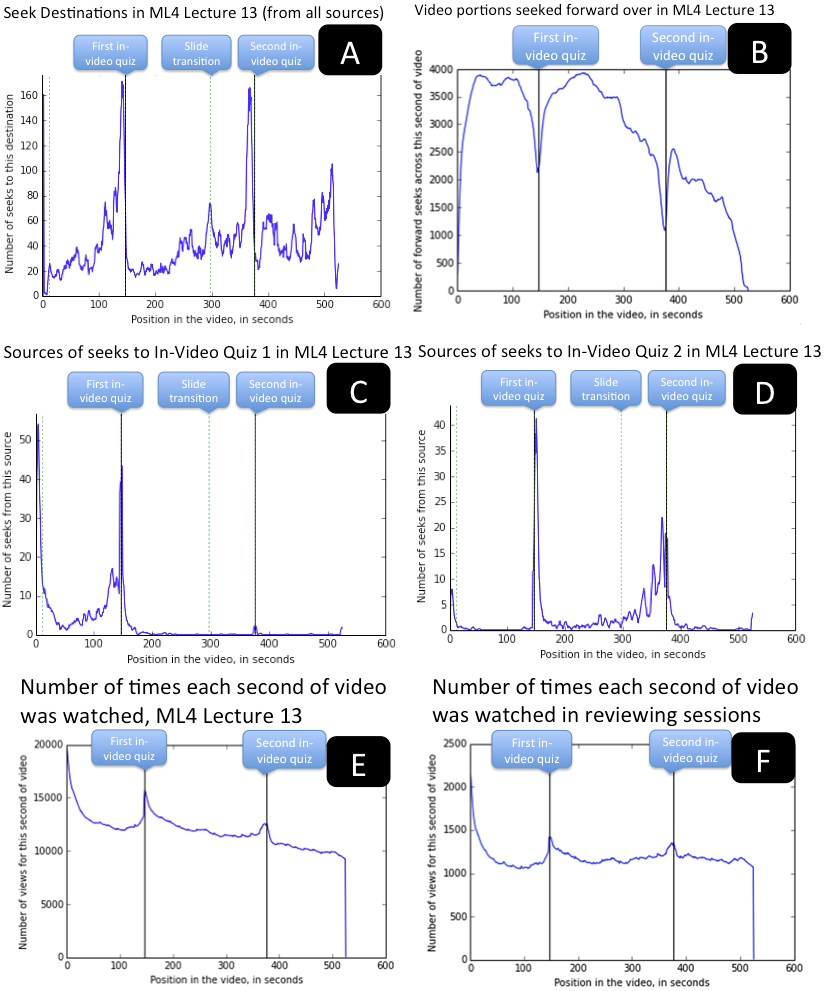 Seek Destinations in ML4 Lecture 13 (from all sources)
First in-
video quiz
Slide
transition
Second in-
video quiz
A
Number of seeks to this destination
160
140
120
100
80
60
40
20
0
0 100 200 300 400 500 600
Position in the video, in seconds
Video portions seeked forward over in ML4 Lecture 13
First in-
video quiz
Second in-
video quiz
B
Number of forward seeks across this second of video
4000
3500
3000
2500
2000
1500
1000
500
0
0 100 200 300 400 500 600
Position in the video, in seconds
Sources of seeks to In-Video Quiz 1 in ML4 Lecture 13
First in-
video quiz
Slide
transition
Second in-
video quiz
C
Number of seeks from this source
50
40
30
20
10
0
0 100 200 300 400 500 600
Position in the video, in seconds
Sources of seeks to In-Video Quiz 2 in ML4 Lecture 13
First in-
video quiz
Slide
transition
Second in-
video quiz
D
Number of seeks from this source
40
35
30
25
20
15
10
5
0
0 100 200 300 400 500 600
Position in the video, in seconds
Number of times each second of video
was watched, ML4 Lecture 13
First in-
video quiz
Second in-
video quiz
E
Number of views for this second of video
20000
15000
10000
5000
0
0 100 200 300 400 500 600
Position in the video, in seconds
Number of times each second of video
was watched in reviewing sessions
First in-
video quiz
Second in-
video quiz
F
Number of views for this second of video
2500
2000
1500
1000
500
0
0 100 200 300 400 500 600
Position in the video, in seconds